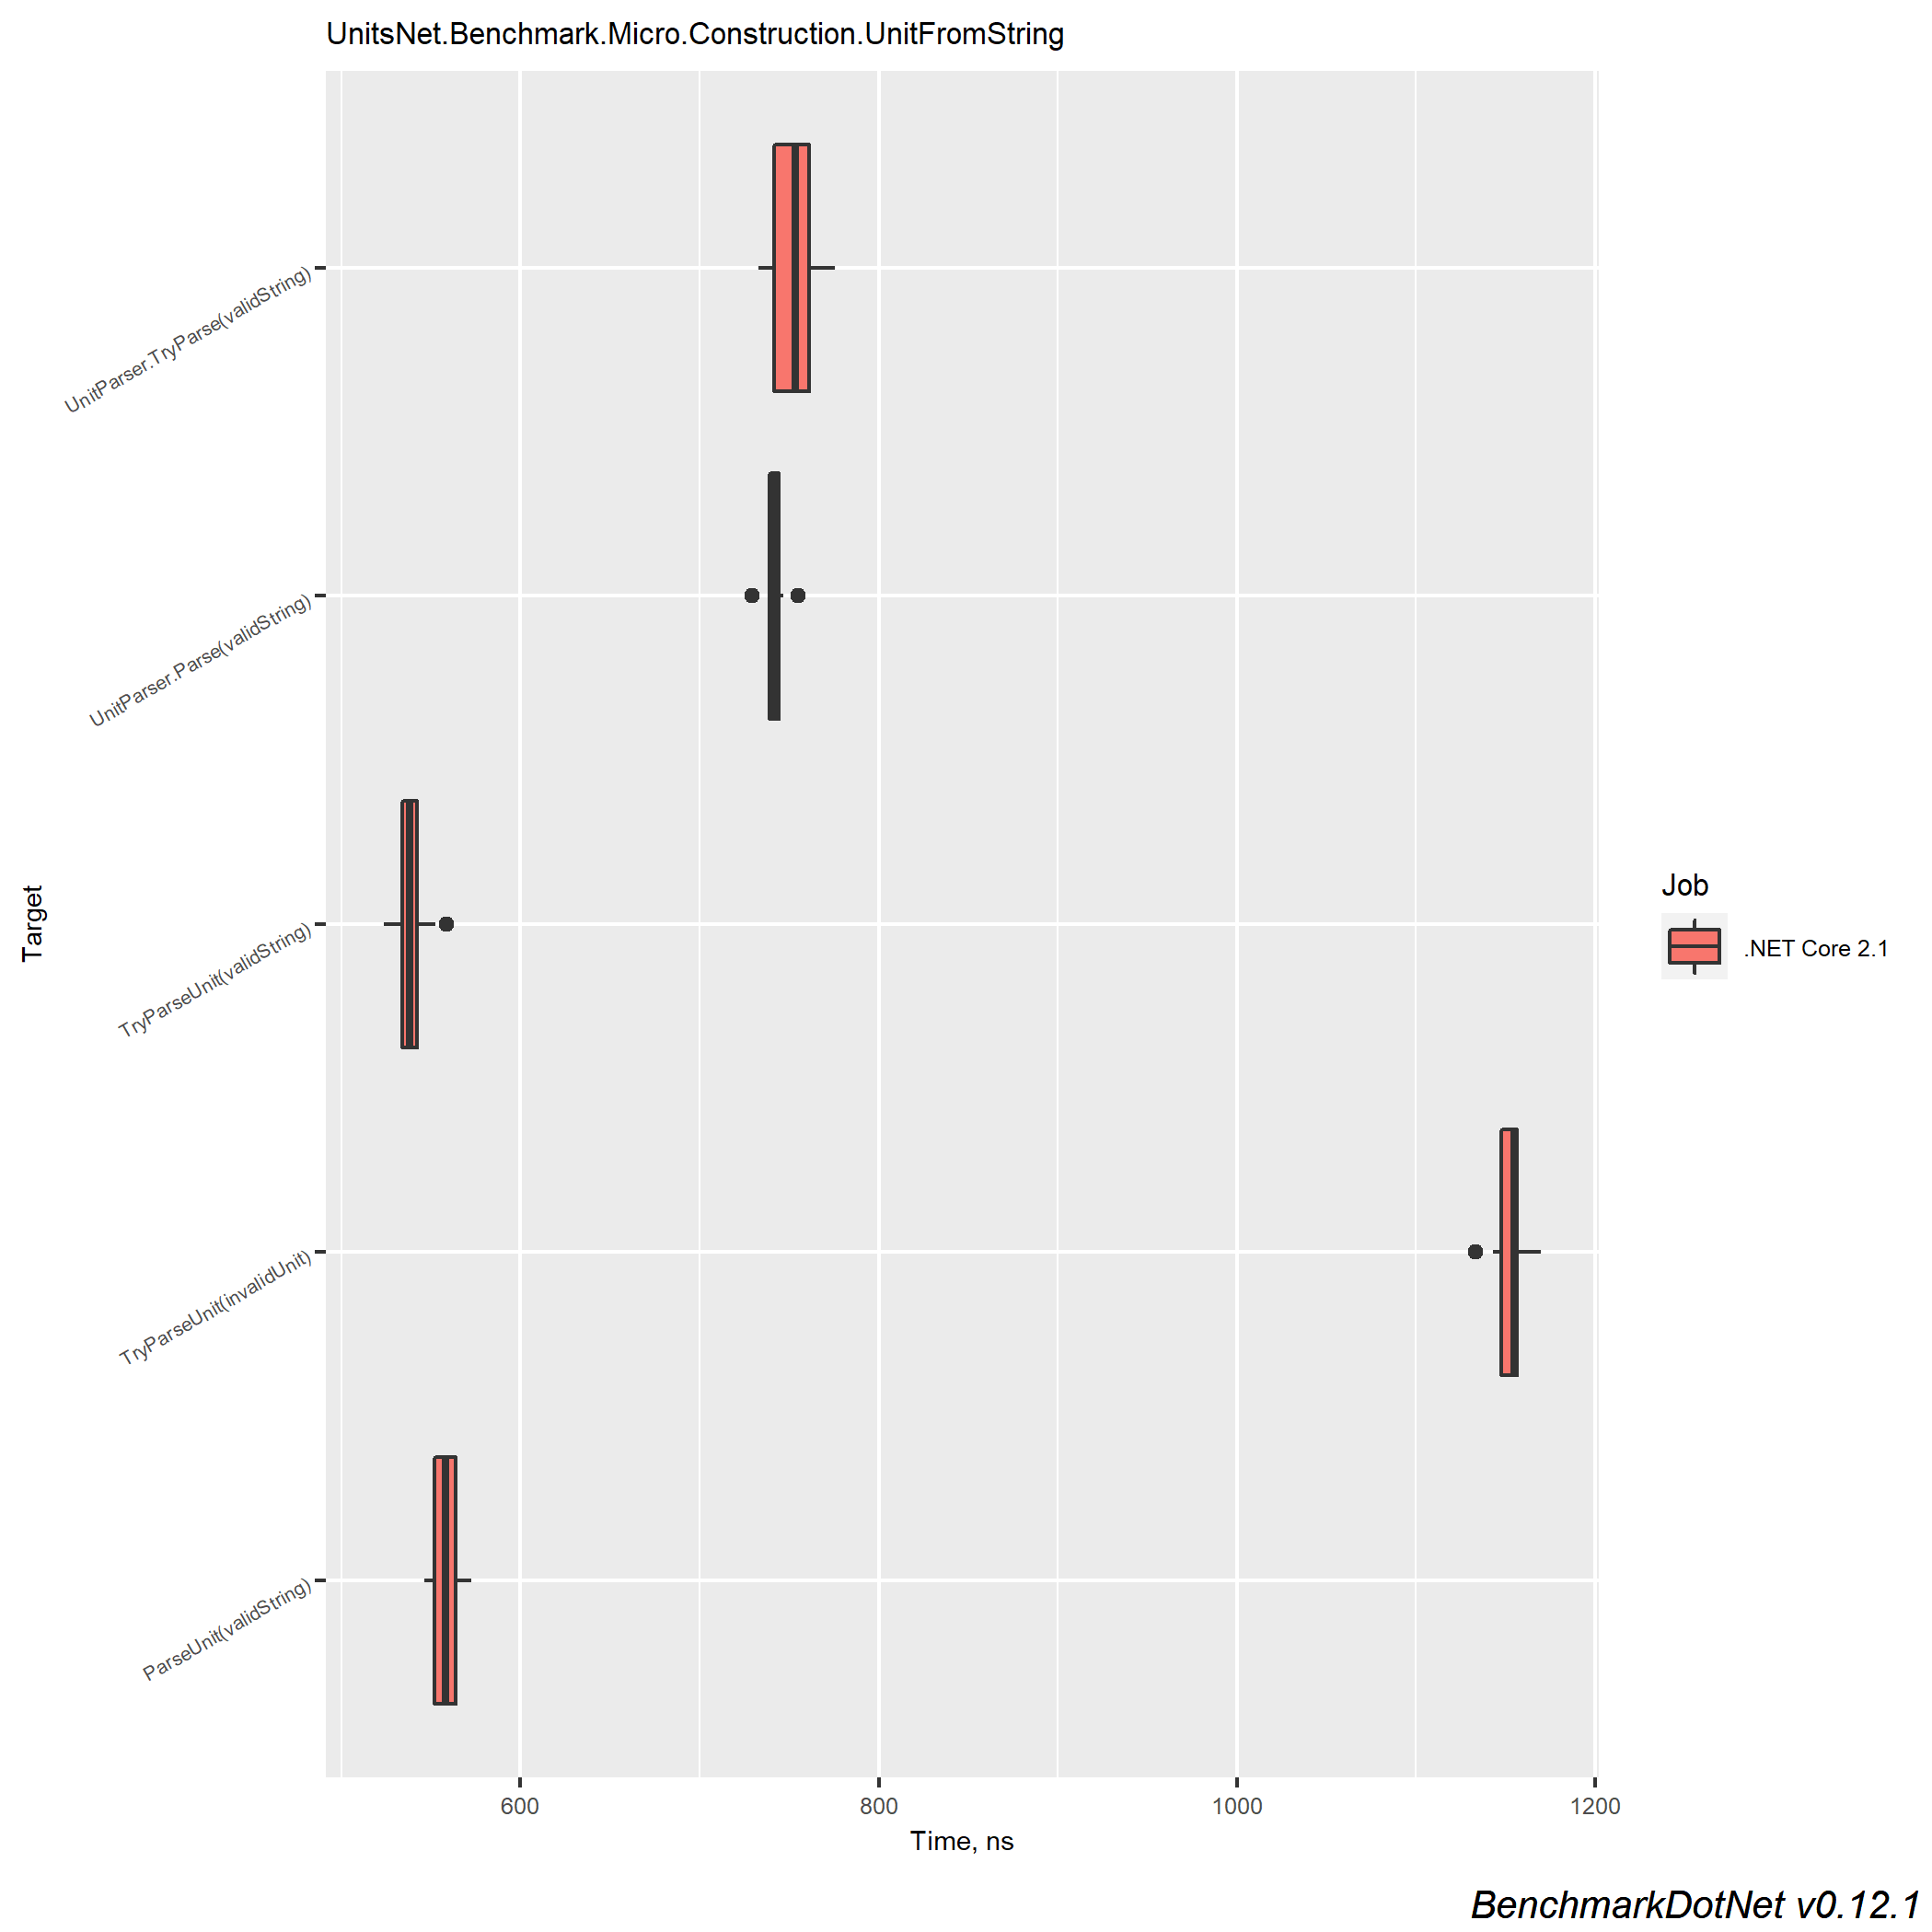 UnitsNet.Benchmark.Micro.Construction.UnitFromString
UnitParser.TryParse(validString)
UnitParser.Parse(validString)
TryParseUnit(validString)
TryParseUnit(invalidUnit)
ParseUnit(validString)
Target
600 800 1000 1200
Time, ns
Job
.NET Core 2.1
BenchmarkDotNet v0.12.1